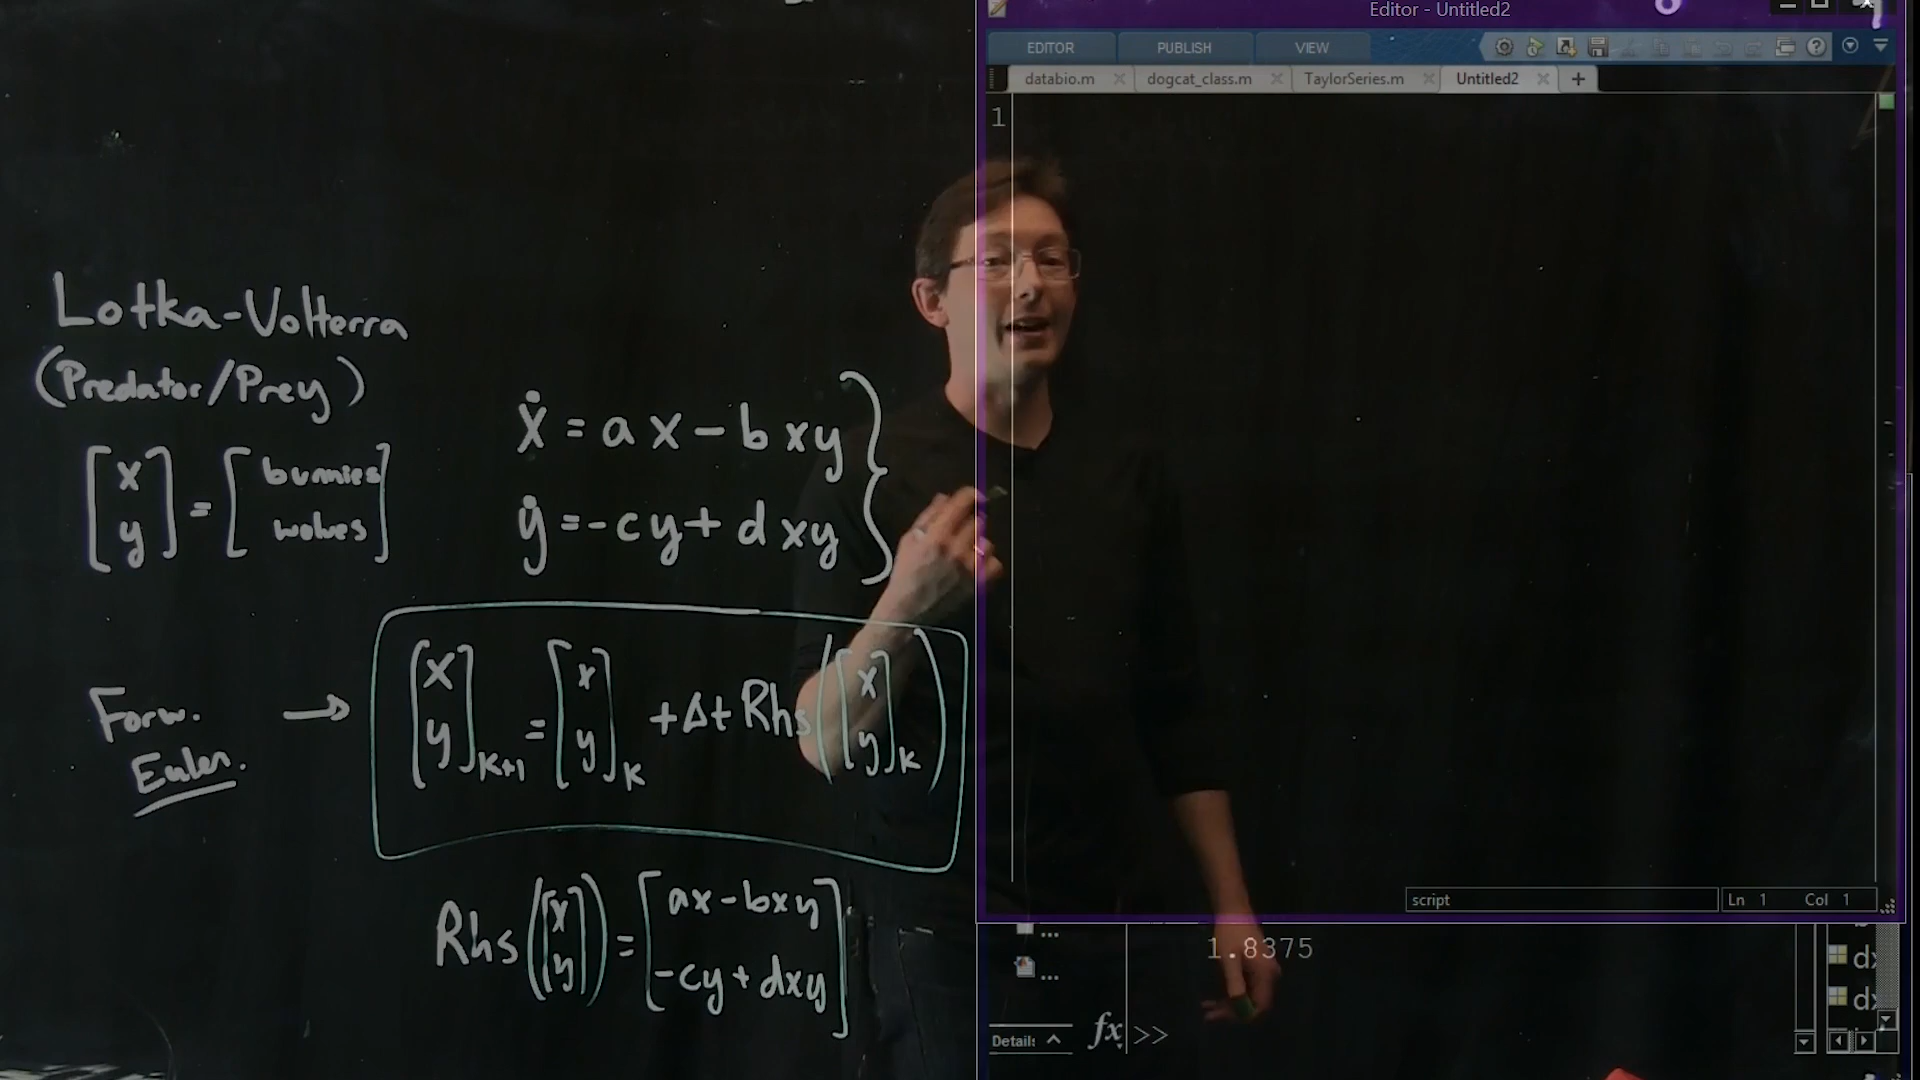 Lotka-Volterra
(Predator/Prey)
[x y] = [bunnies wolves]
ẋ = ax - bxy
ẏ = -cy + dxy
Forw. Euler. → [x y]k+1 = [x y]k + Δt Rhs([x y]k)
Rhs([x y]) = [ax - bxy -cy + dxy]
Editor - Untitled2
EDITOR PUBLISH VIEW
databio.m dogcat_class.m TaylorSeries.m Untitled2 +
1
script Ln 1 Col 1
1.8375
fx >>